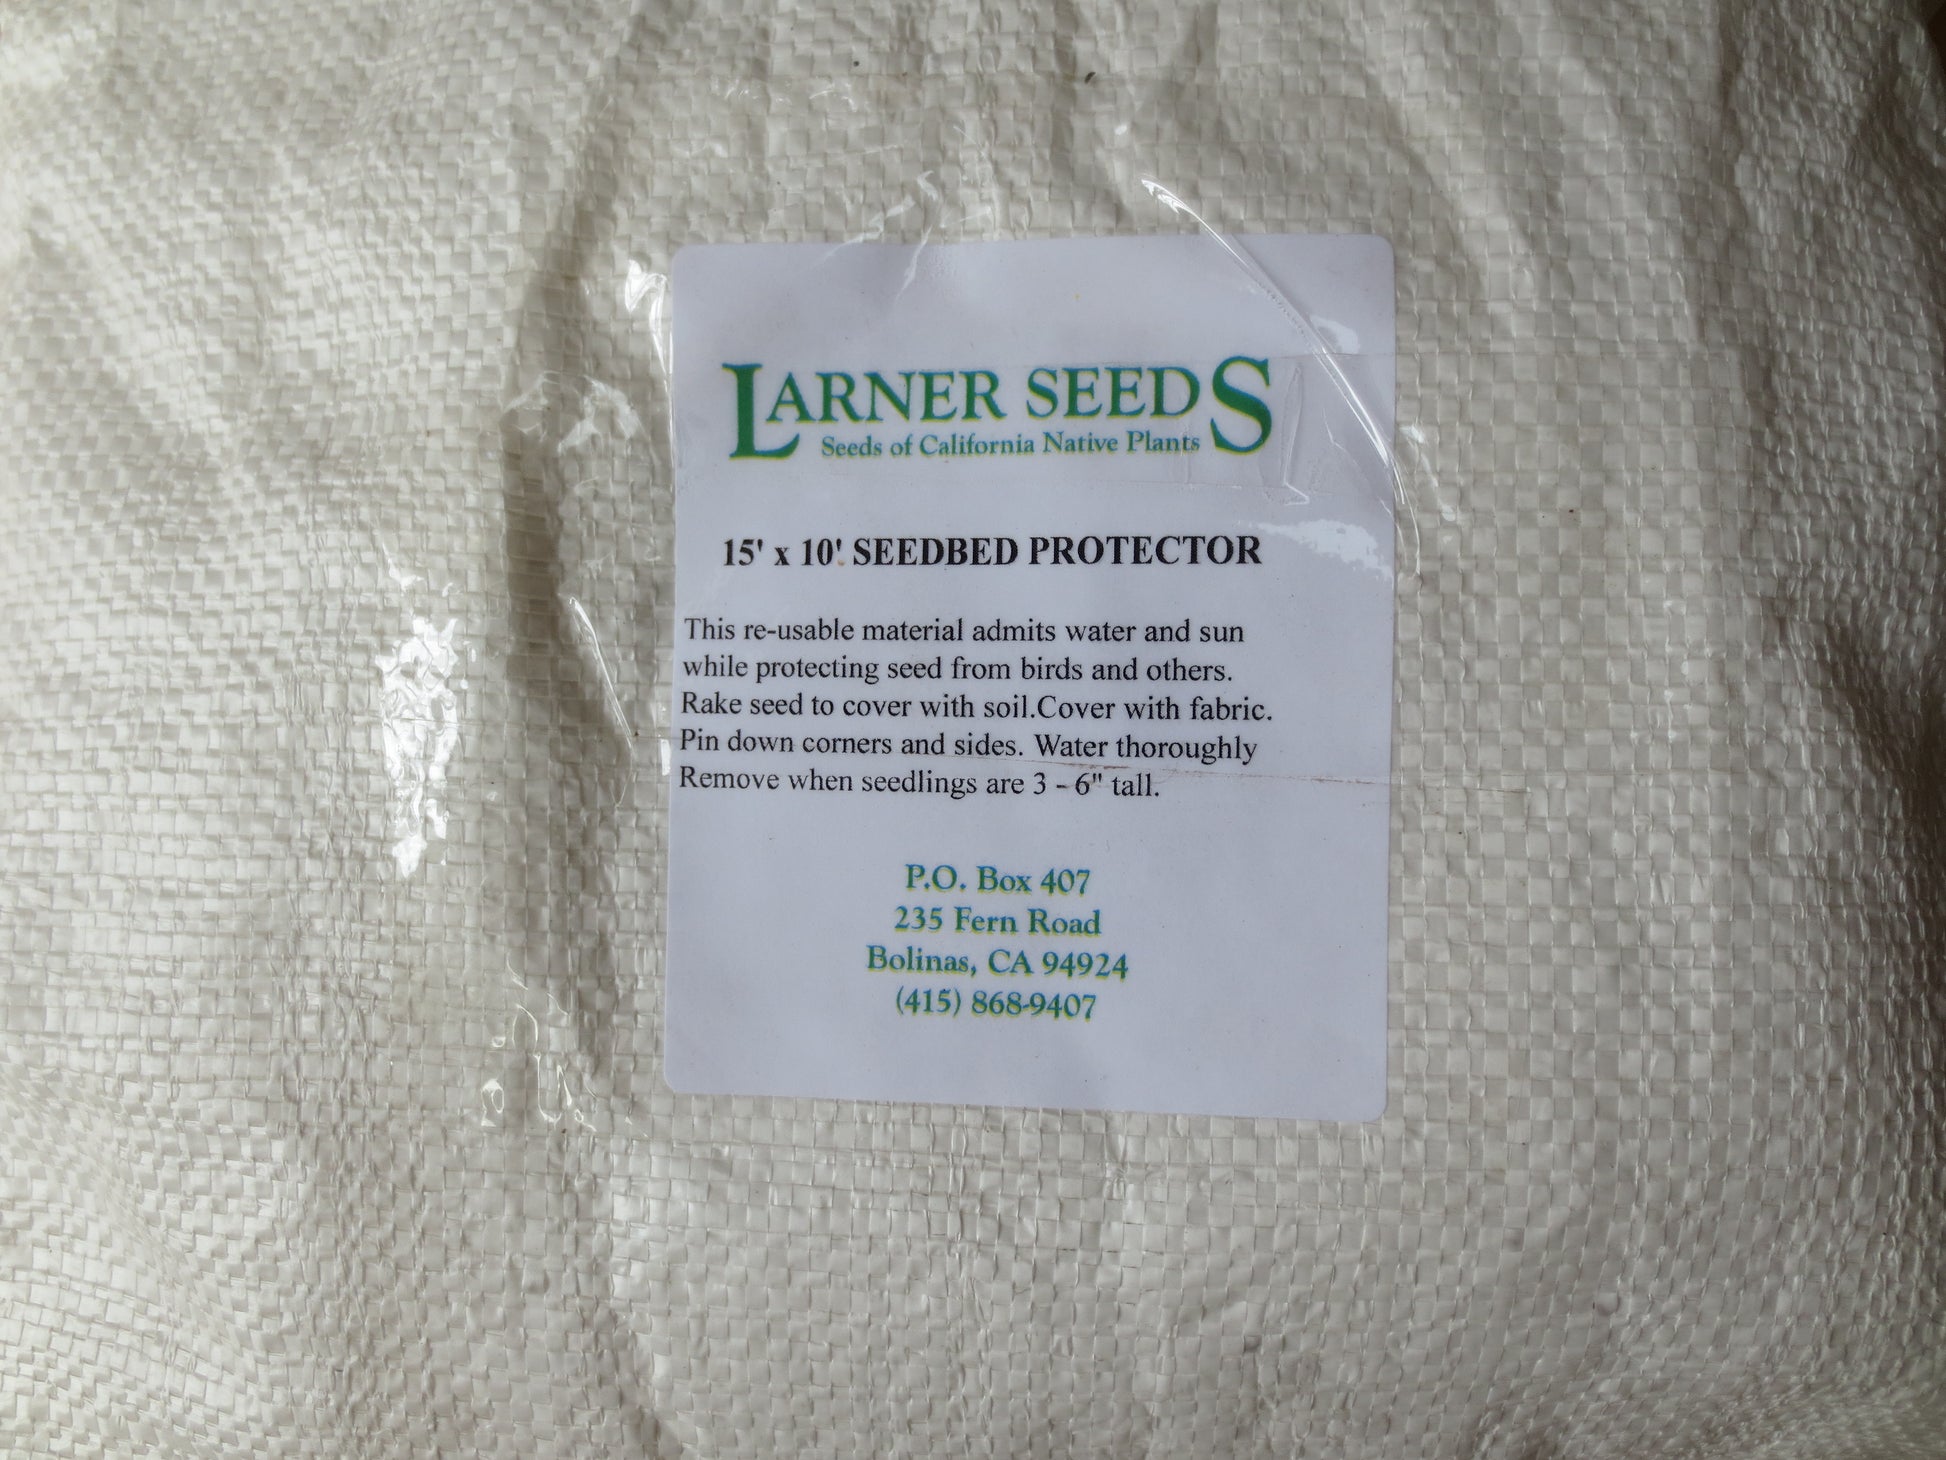 LARNER SEEDS
Seeds of California Native Plants
15' x 10' SEEDBED PROTECTOR
This re-usable material admits water and sun
while protecting seed from birds and others.
Rake seed to cover with soil.Cover with fabric.
Pin down corners and sides. Water thoroughly
Remove when seedlings are 3 - 6" tall.
P.O. Box 407
235 Fern Road
Bolinas, CA 94924
(415) 868-9407